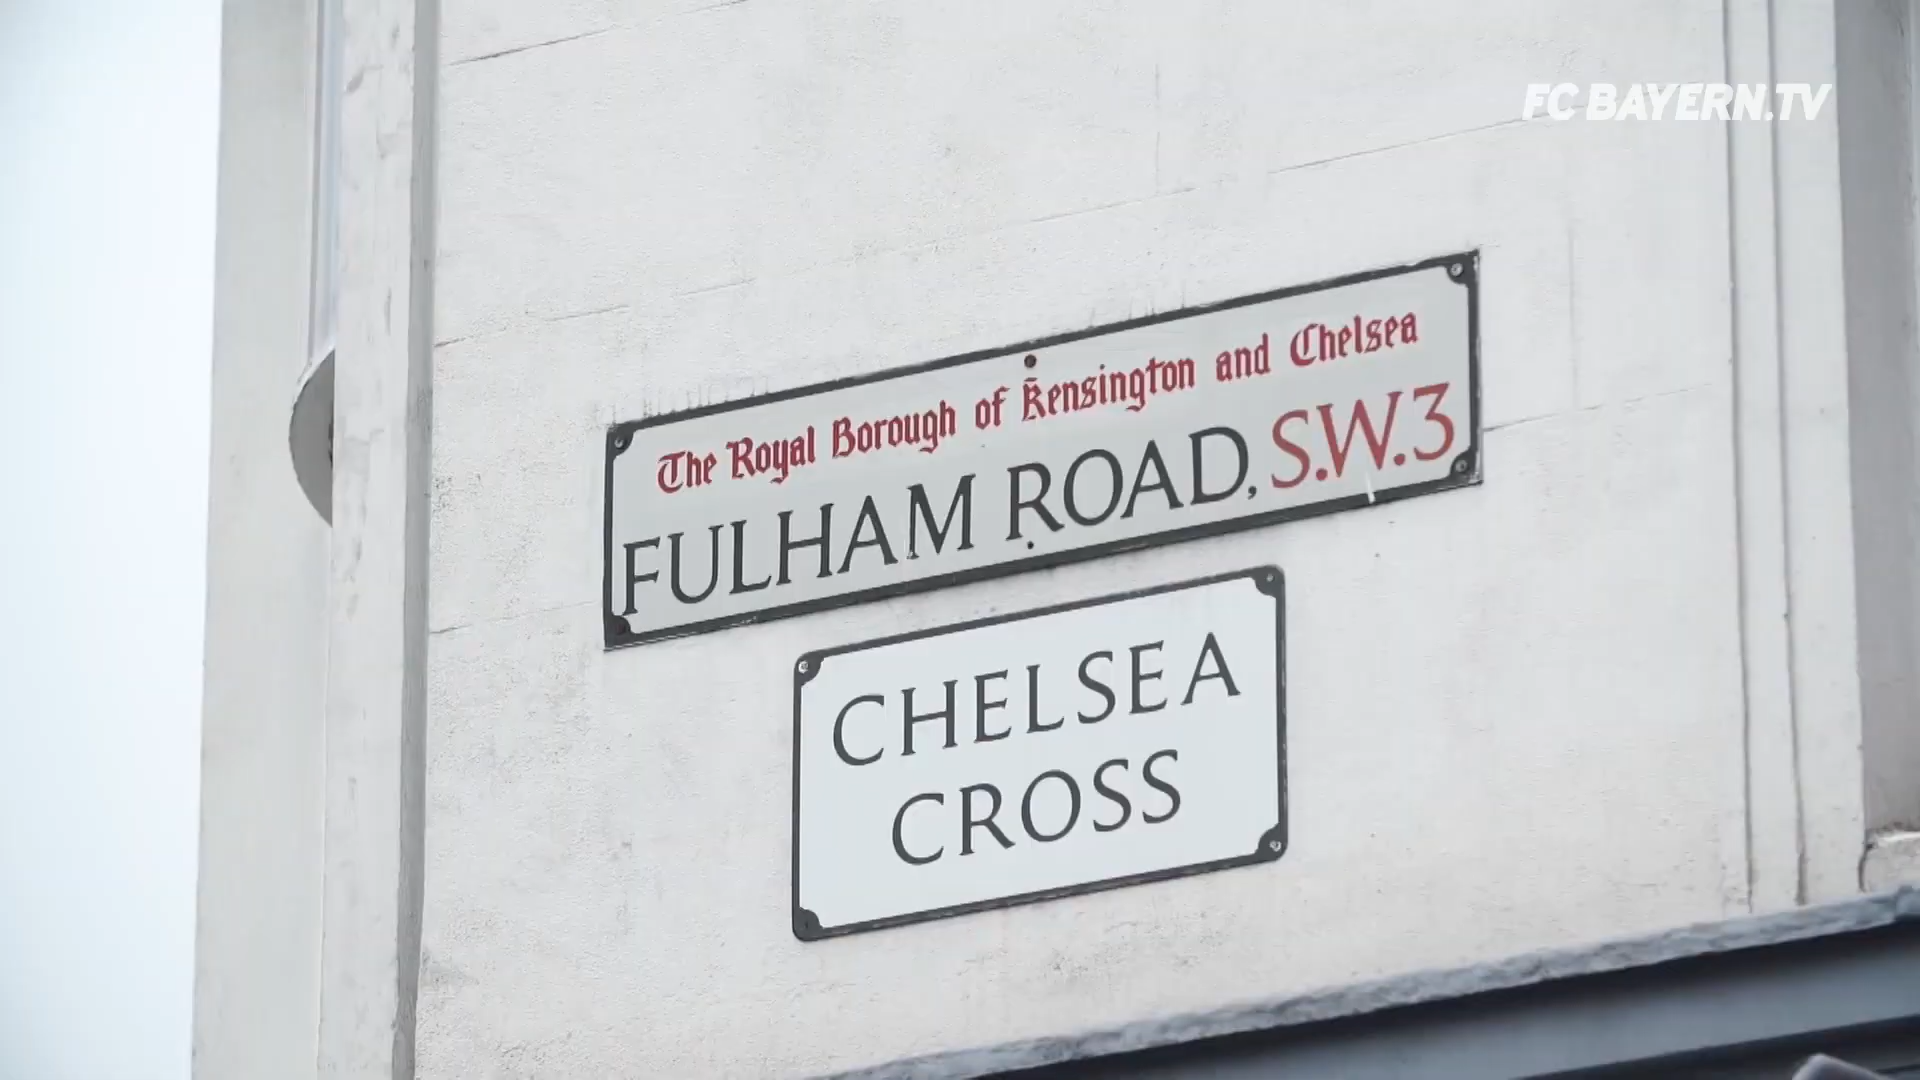 FC BAYERN.TV
The Royal Borough of Kensington and Chelsea
FULHAM ROAD, S.W.3
CHELSEA
CROSS